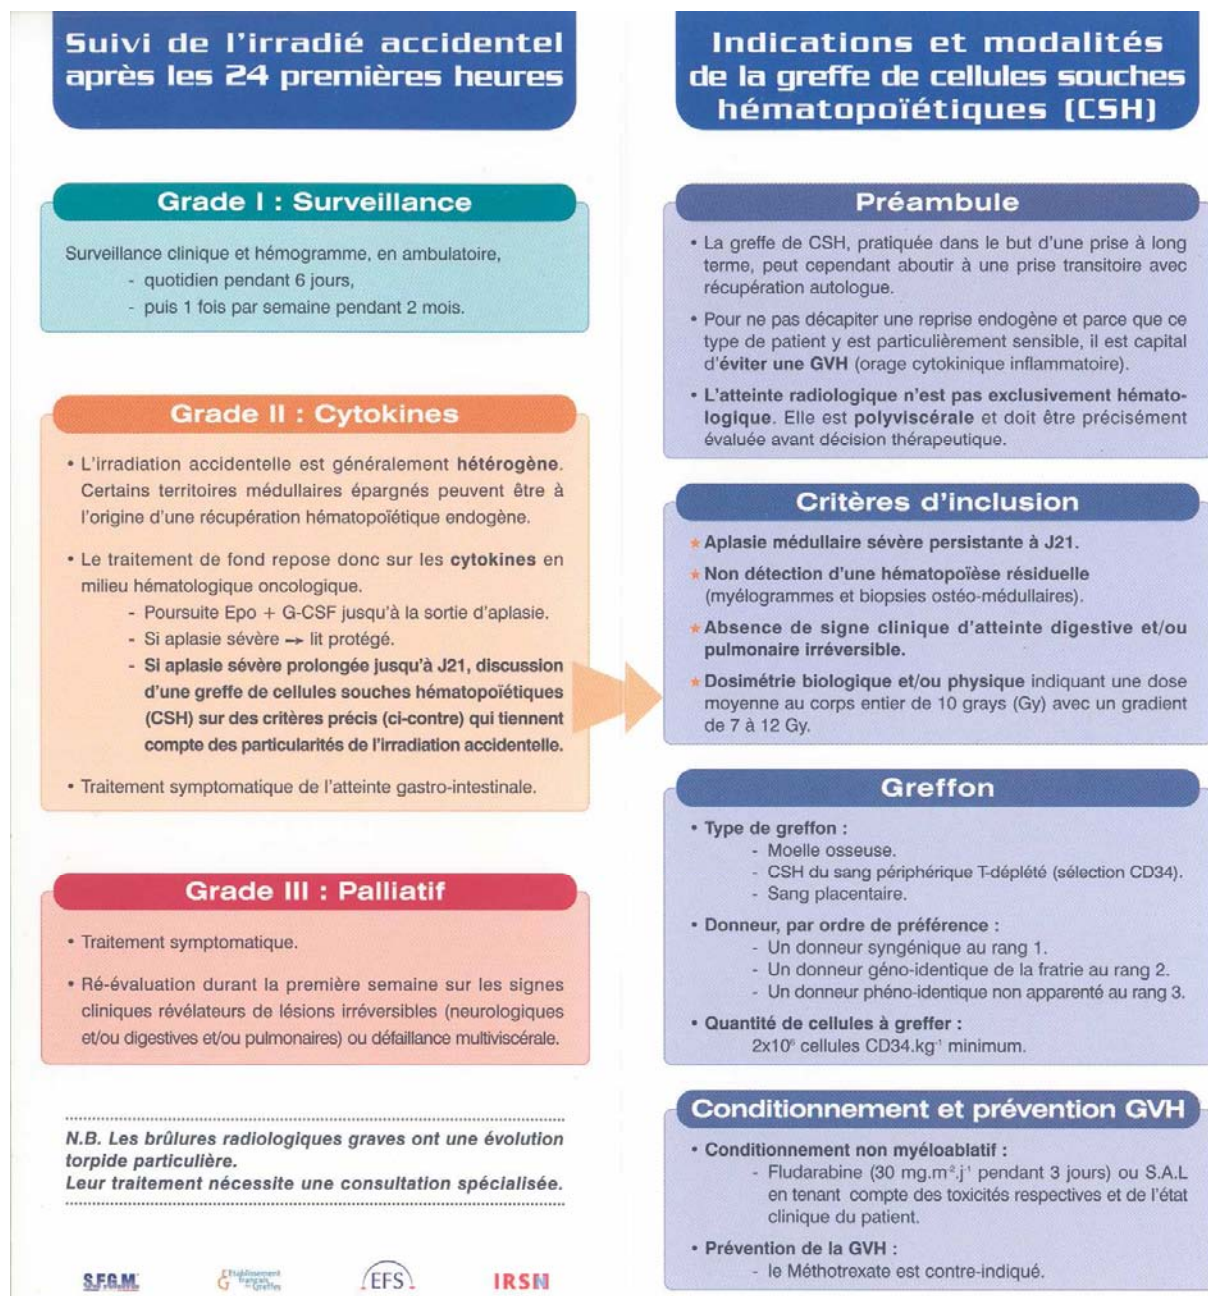 Suivi de l'irradié accidentel
après les 24 premières heures
Grade I : Surveillance
Surveillance clinique et hémogramme, en ambulatoire,
- quotidien pendant 6 jours,
- puis 1 fois par semaine pendant 2 mois.
Grade II : Cytokines
• L'irradiation accidentelle est généralement hétérogène.
Certains territoires médullaires épargnés peuvent être à
l'origine d'une récupération hématopoïétique endogène.
• Le traitement de fond repose donc sur les cytokines en
milieu hématologique oncologique.
- Poursuite Epo + G-CSF jusqu'à la sortie d'aplasie.
- Si aplasie sévère → lit protégé.
- Si aplasie sévère prolongée jusqu'à J21, discussion
d'une greffe de cellules souches hématopoïétiques
(CSH) sur des critères précis (ci-contre) qui tiennent
compte des particularités de l'irradiation accidentelle.
• Traitement symptomatique de l'atteinte gastro-intestinale.
Grade III : Palliatif
• Traitement symptomatique.
• Ré-évaluation durant la première semaine sur les signes
cliniques révélateurs de lésions irréversibles (neurologiques
et/ou digestives et/ou pulmonaires) ou défaillance multiviscérale.
N.B. Les brûlures radiologiques graves ont une évolution
torpide particulière.
Leur traitement nécessite une consultation spécialisée.
S.F.G.M.
Etablissement
français
des Greffes
EFS
IRSN
Indications et modalités
de la greffe de cellules souches
hématopoïétiques (CSH)
Préambule
• La greffe de CSH, pratiquée dans le but d'une prise à long
terme, peut cependant aboutir à une prise transitoire avec
récupération autologue.
• Pour ne pas décapiter une reprise endogène et parce que ce
type de patient y est particulièrement sensible, il est capital
d'éviter une GVH (orage cytokinique inflammatoire).
• L'atteinte radiologique n'est pas exclusivement hémato-
logique. Elle est polyviscérale et doit être précisément
évaluée avant décision thérapeutique.
Critères d'inclusion
★ Aplasie médullaire sévère persistante à J21.
★ Non détection d'une hématopoïèse résiduelle
(myélogrammes et biopsies ostéo-médullaires).
★ Absence de signe clinique d'atteinte digestive et/ou
pulmonaire irréversible.
★ Dosimétrie biologique et/ou physique indiquant une dose
moyenne au corps entier de 10 grays (Gy) avec un gradient
de 7 à 12 Gy.
Greffon
• Type de greffon :
- Moelle osseuse.
- CSH du sang périphérique T-déplété (sélection CD34).
- Sang placentaire.
• Donneur, par ordre de préférence :
- Un donneur syngénique au rang 1.
- Un donneur géno-identique de la fratrie au rang 2.
- Un donneur phéno-identique non apparenté au rang 3.
• Quantité de cellules à greffer :
2x10⁶ cellules CD34.kg⁻¹ minimum.
Conditionnement et prévention GVH
• Conditionnement non myéloablatif :
- Fludarabine (30 mg.m⁻².j⁻¹ pendant 3 jours) ou S.A.L
en tenant compte des toxicités respectives et de l'état
clinique du patient.
• Prévention de la GVH :
- le Méthotrexate est contre-indiqué.